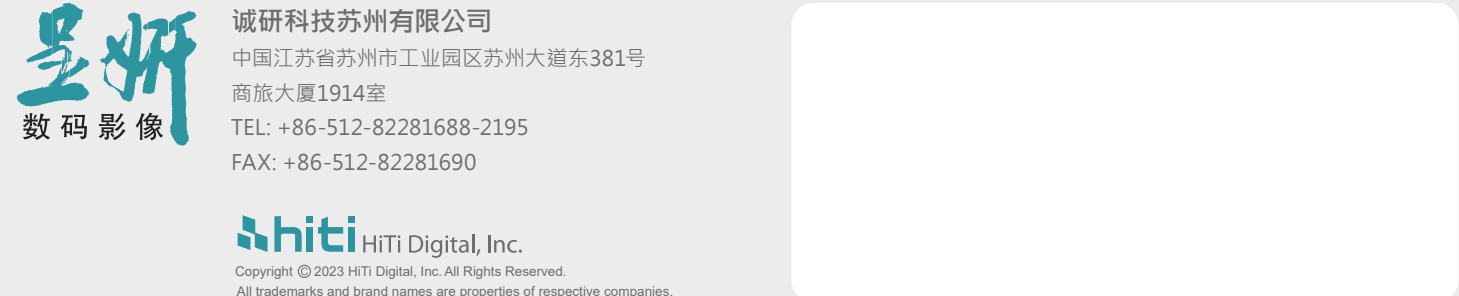 呈妍
数码影像
诚研科技苏州有限公司
中国江苏省苏州市工业园区苏州大道东381号
商旅大厦1914室
TEL: +86-512-82281688-2195
FAX: +86-512-82281690
hiti HiTi Digital, Inc.
Copyright © 2023 HiTi Digital, Inc. All Rights Reserved.
All trademarks and brand names are properties of respective companies.